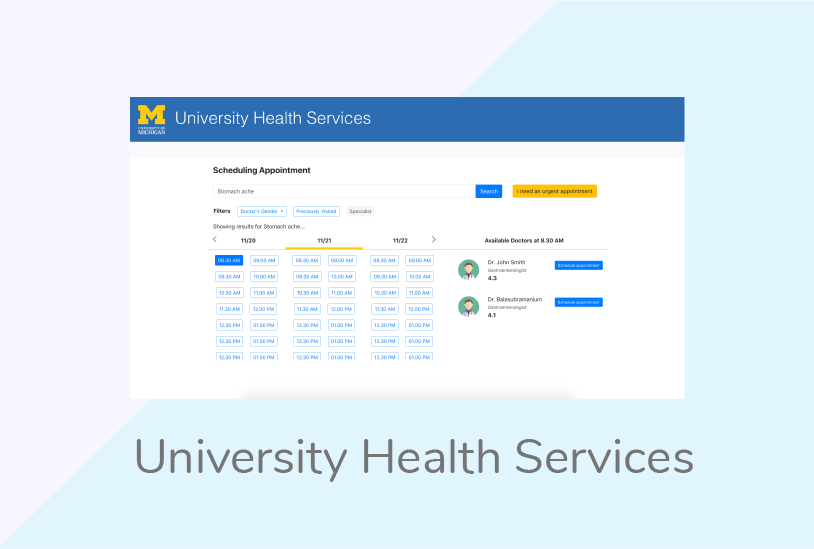 UNIVERSITY OF
MICHIGAN
University Health Services
Scheduling Appointment
Stomach ache
Search
I need an urgent appointment
Filters
Doctor's Gender
Previously Visited
Specialist
Showing results for Stomach ache...
11/20
11/21
11/22
Available Doctors at 8.30 AM
08.30 AM 09.00 AM 08.30 AM 09.00 AM 08.30 AM 09.00 AM
09.30 AM 10.00 AM 09.30 AM 10.00 AM 09.30 AM 10.00 AM
10.30 AM 11.00 AM 10.30 AM 11.00 AM 10.30 AM 11.00 AM
11.30 AM 12.00 PM 11.30 AM 12.00 PM 11.30 AM 12.00 PM
12.30 PM 01.00 PM 12.30 PM 01.00 PM 12.30 PM 01.00 PM
12.30 PM 01.00 PM 12.30 PM 01.00 PM 12.30 PM 01.00 PM
12.30 PM 01.00 PM 12.30 PM 01.00 PM 12.30 PM 01.00 PM
Dr. John Smith
Gastroenterologist
4.3
Schedule appointment
Dr. Balasubramanium
Gastroenterologist
4.1
Schedule appointment
University Health Services